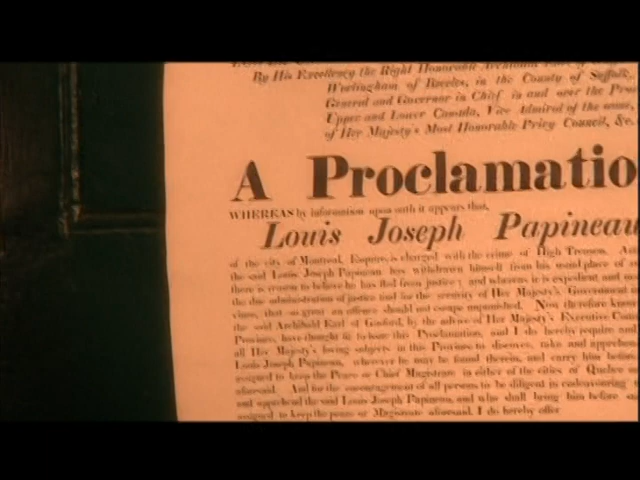 By His Excellency the Right Honorable Archibald
Worlingham of Beccles, in the County of Suffolk,
General and Governor in Chief in and over the Prov
Upper and Lower Canada, Vice Admiral of the same,
of Her Majesty's Most Honorable Privy Council, &c.
A Proclamatio
WHEREAS by information upon oath it appears that,
Louis Joseph Papineau
of the city of Montreal, Esquire, is charged with the crime of High Treason. An
the said Louis Joseph Papineau has withdrawn himself from his usual place of
there is reason to believe he has fled from justice; and whereas it is expedient and
the due administration of justice and for the security of Her Majesty's Government
vince, that so great an offence should not escape unpunished. Now therefore know
the said Archibald Earl of Gosford, by the advice of Her Majesty's Executive Coun
Province, have thought fit to issue this Proclamation, and I do hereby require and
all Her Majesty's loving subjects in this Province to discover, take and apprehen
Louis Joseph Papineau, wherever he may be found therein, and carry him before
assigned to keep the Peace or Chief Magistrate in either of the cities of Quebec
aforesaid. And for the encouragement of all persons to be diligent in endeavouring
and apprehend the said Louis Joseph Papineau, and who shall bring him before
assigned to keep the peace or Magistrate aforesaid. I do hereby offer